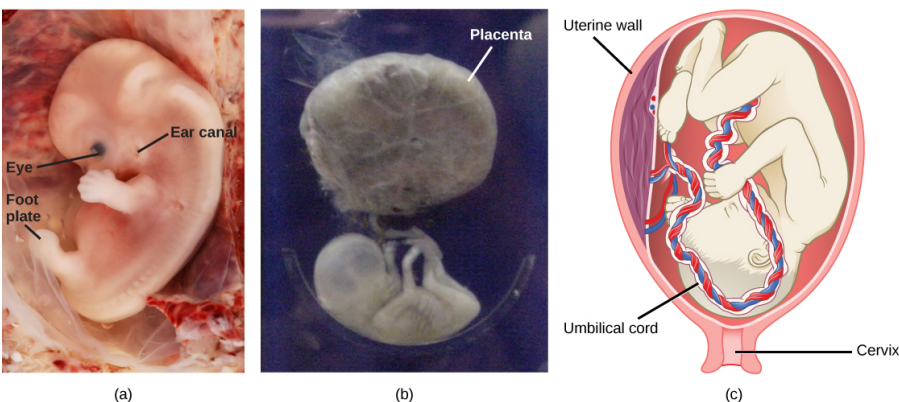 Eye
Ear canal
Foot
plate
(a)
Placenta
(b)
Uterine wall
Umbilical cord
Cervix
(c)